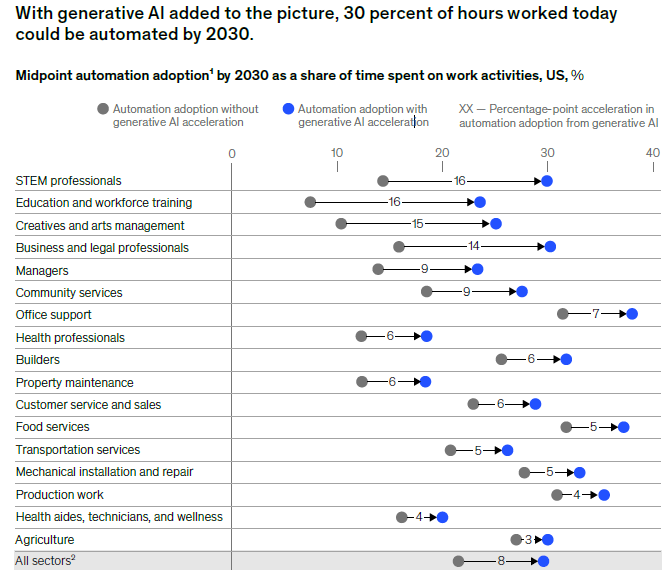 With generative AI added to the picture, 30 percent of hours worked today
could be automated by 2030.
Midpoint automation adoption¹ by 2030 as a share of time spent on work activities, US, %
Automation adoption without
generative AI acceleration
Automation adoption with
generative AI acceleration
XX — Percentage-point acceleration in
automation adoption from generative AI
0 10 20 30 40
STEM professionals 16
Education and workforce training 16
Creatives and arts management 15
Business and legal professionals 14
Managers 9
Community services 9
Office support 7
Health professionals 6
Builders 6
Property maintenance 6
Customer service and sales 6
Food services 5
Transportation services 5
Mechanical installation and repair 5
Production work 4
Health aides, technicians, and wellness 4
Agriculture 3
All sectors² 8